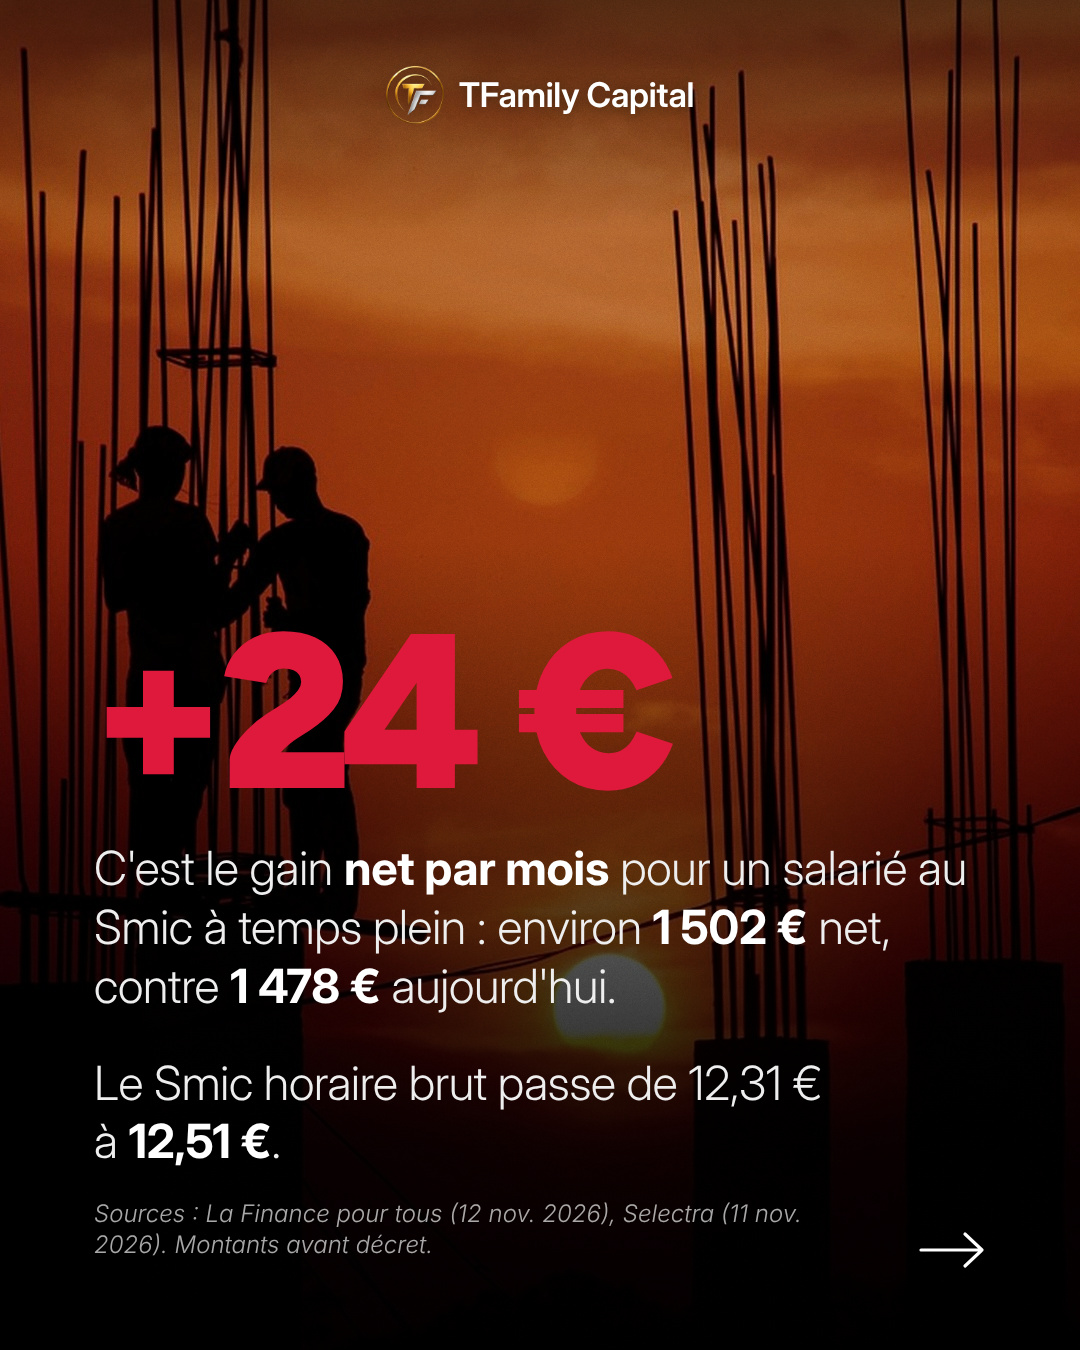 TFamily Capital
+24 €
C'est le gain net par mois pour un salarié au
Smic à temps plein : environ 1 502 € net,
contre 1 478 € aujourd'hui.
Le Smic horaire brut passe de 12,31 €
à 12,51 €.
Sources : La Finance pour tous (12 nov. 2026), Selectra (11 nov.
2026). Montants avant décret.